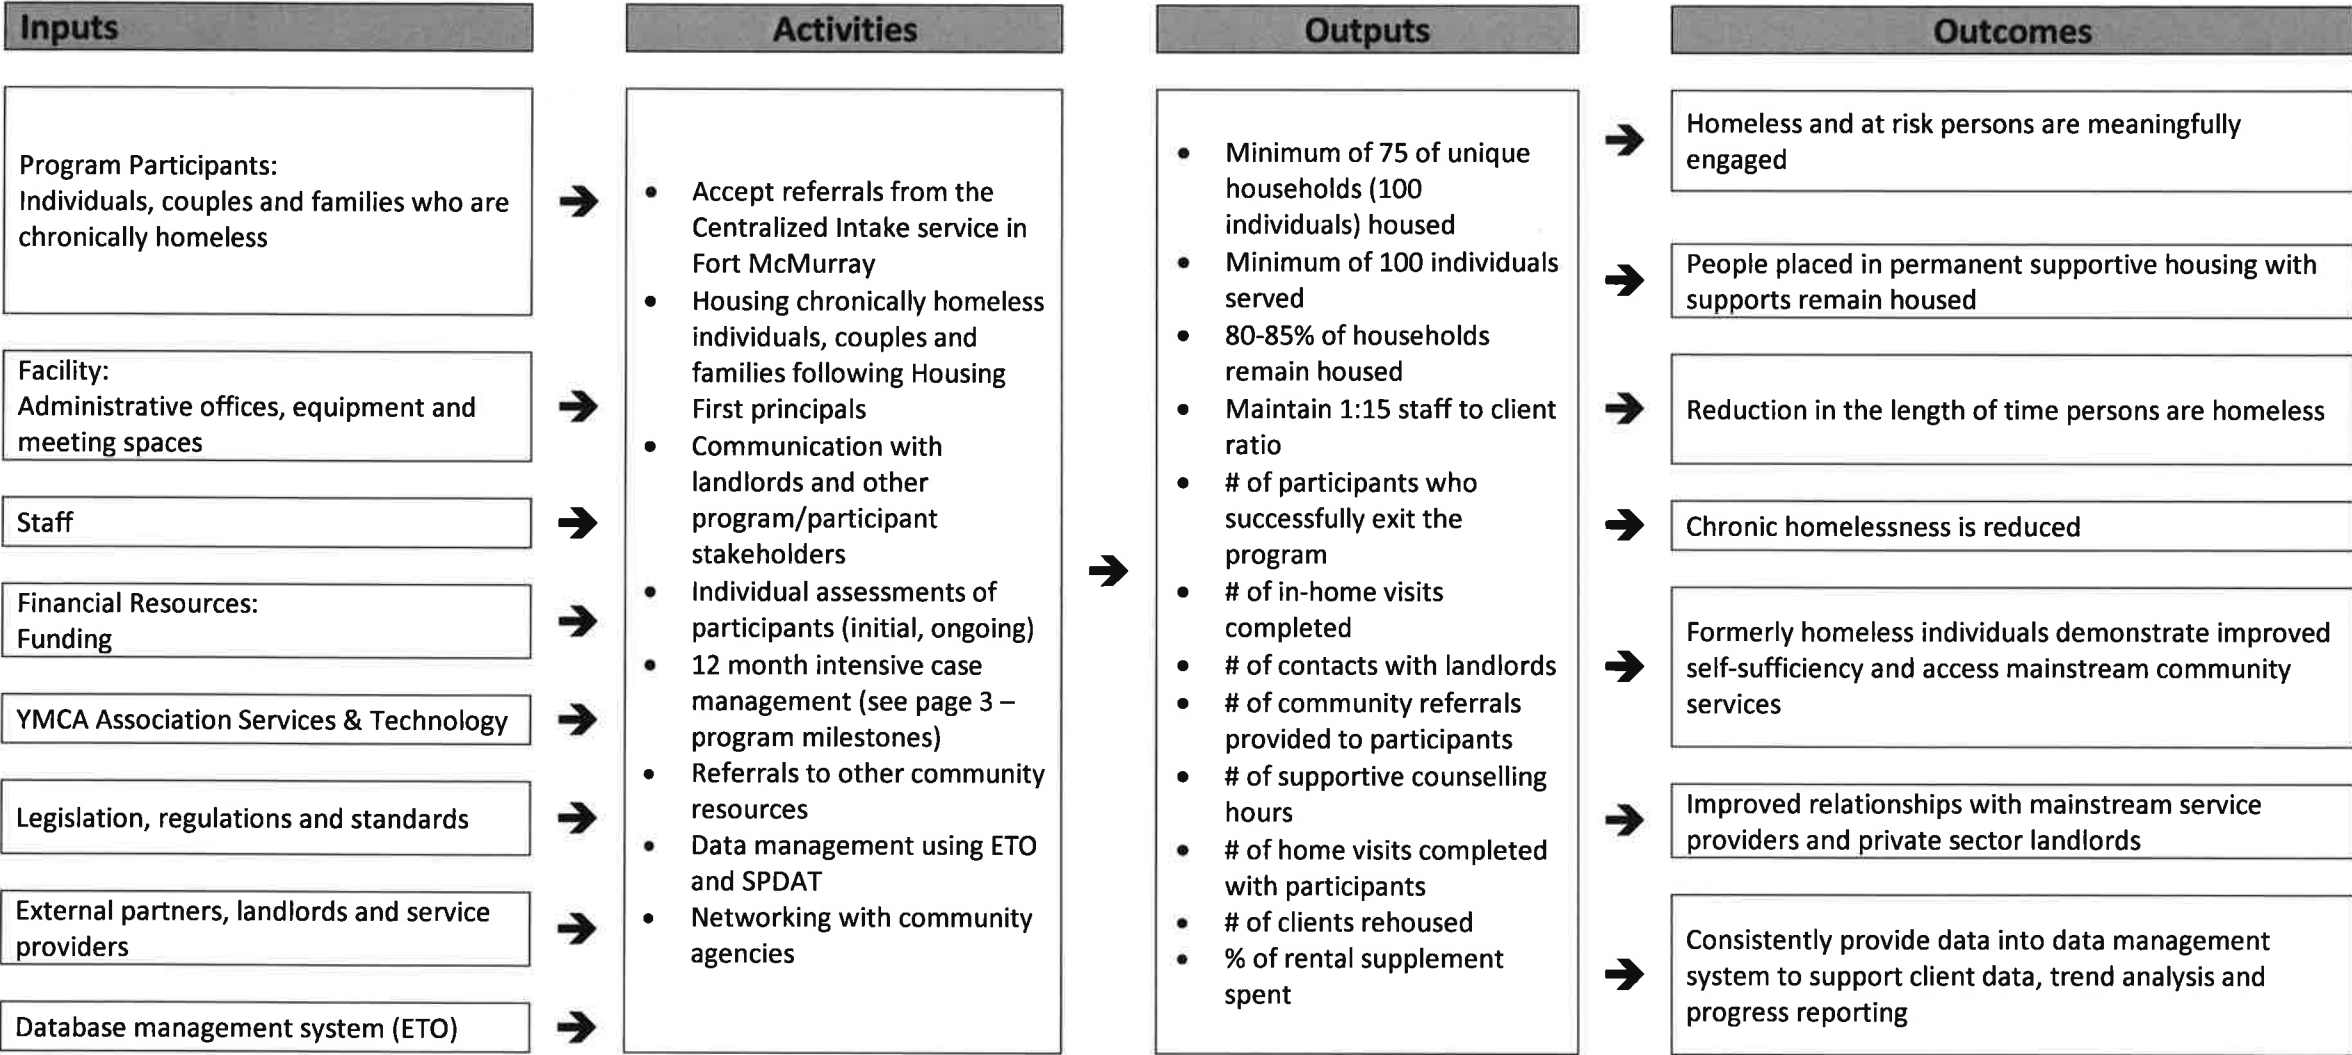 Inputs
Program Participants:
Individuals, couples and families who are
chronically homeless
Facility:
Administrative offices, equipment and
meeting spaces
Staff
Financial Resources:
Funding
YMCA Association Services & Technology
Legislation, regulations and standards
External partners, landlords and service
providers
Database management system (ETO)
Activities
• Accept referrals from the
Centralized Intake service in
Fort McMurray
• Housing chronically homeless
individuals, couples and
families following Housing
First principals
• Communication with
landlords and other
program/participant
stakeholders
• Individual assessments of
participants (initial, ongoing)
• 12 month intensive case
management (see page 3 –
program milestones)
• Referrals to other community
resources
• Data management using ETO
and SPDAT
• Networking with community
agencies
Outputs
• Minimum of 75 of unique
households (100
individuals) housed
• Minimum of 100 individuals
served
• 80-85% of households
remain housed
• Maintain 1:15 staff to client
ratio
• # of participants who
successfully exit the
program
• # of in-home visits
completed
• # of contacts with landlords
• # of community referrals
provided to participants
• # of supportive counselling
hours
• # of home visits completed
with participants
• # of clients rehoused
• % of rental supplement
spent
Outcomes
Homeless and at risk persons are meaningfully
engaged
People placed in permanent supportive housing with
supports remain housed
Reduction in the length of time persons are homeless
Chronic homelessness is reduced
Formerly homeless individuals demonstrate improved
self-sufficiency and access mainstream community
services
Improved relationships with mainstream service
providers and private sector landlords
Consistently provide data into data management
system to support client data, trend analysis and
progress reporting